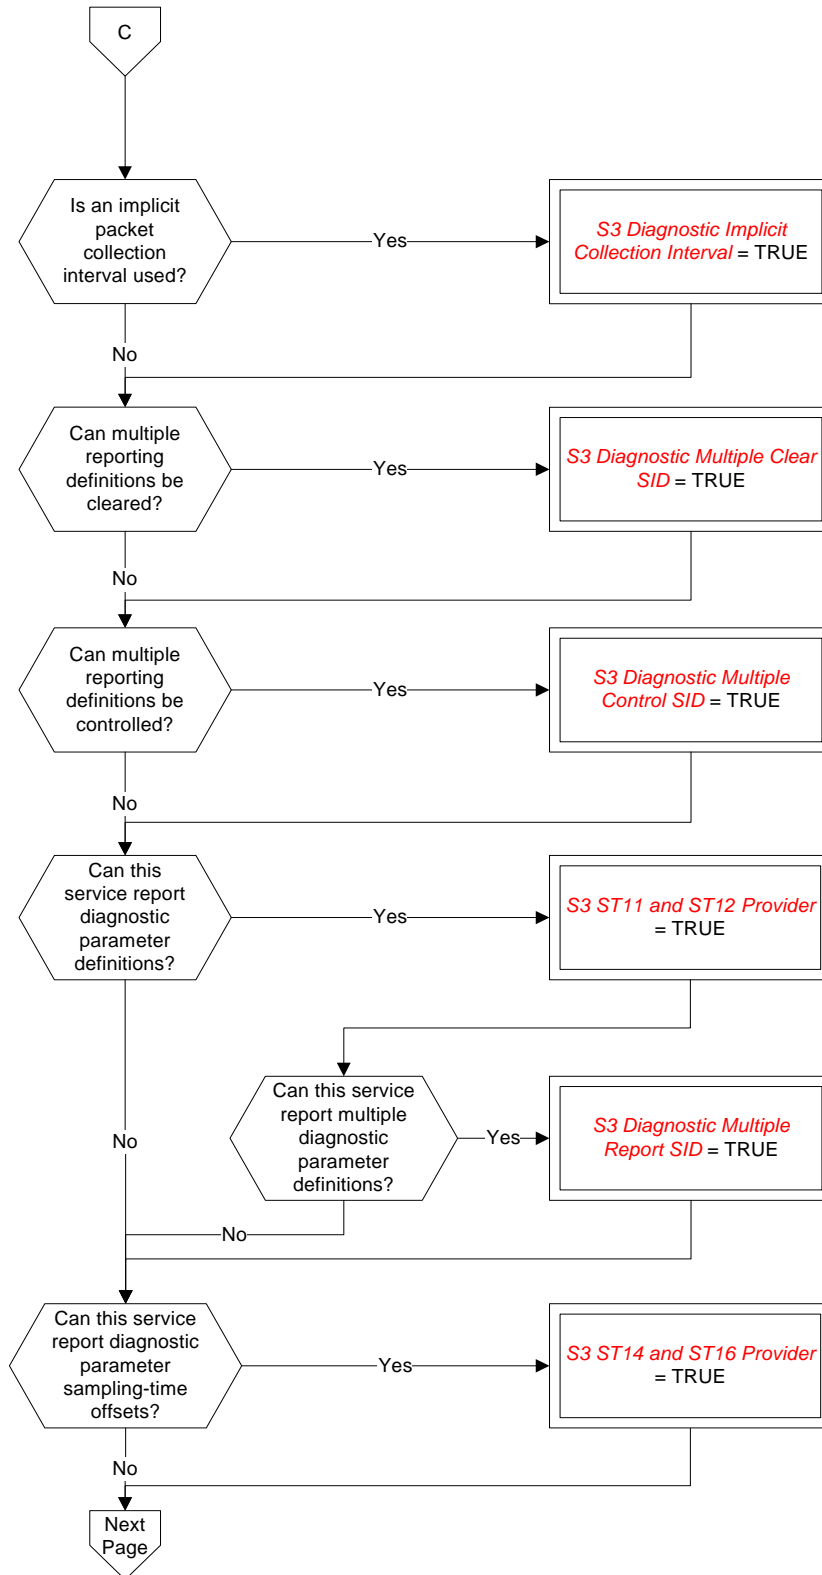 C
Is an implicit
packet
collection
interval used?
Yes
S3 Diagnostic Implicit
Collection Interval = TRUE
No
Can multiple
reporting
definitions be
cleared?
Yes
S3 Diagnostic Multiple Clear
SID = TRUE
No
Can multiple
reporting
definitions be
controlled?
Yes
S3 Diagnostic Multiple
Control SID = TRUE
No
Can this
service report
diagnostic
parameter
definitions?
Yes
S3 ST11 and ST12 Provider
= TRUE
No
Can this service
report multiple
diagnostic
parameter
definitions?
Yes
S3 Diagnostic Multiple
Report SID = TRUE
No
Can this service
report diagnostic
parameter
sampling-time
offsets?
Yes
S3 ST14 and ST16 Provider
= TRUE
No
Next
Page